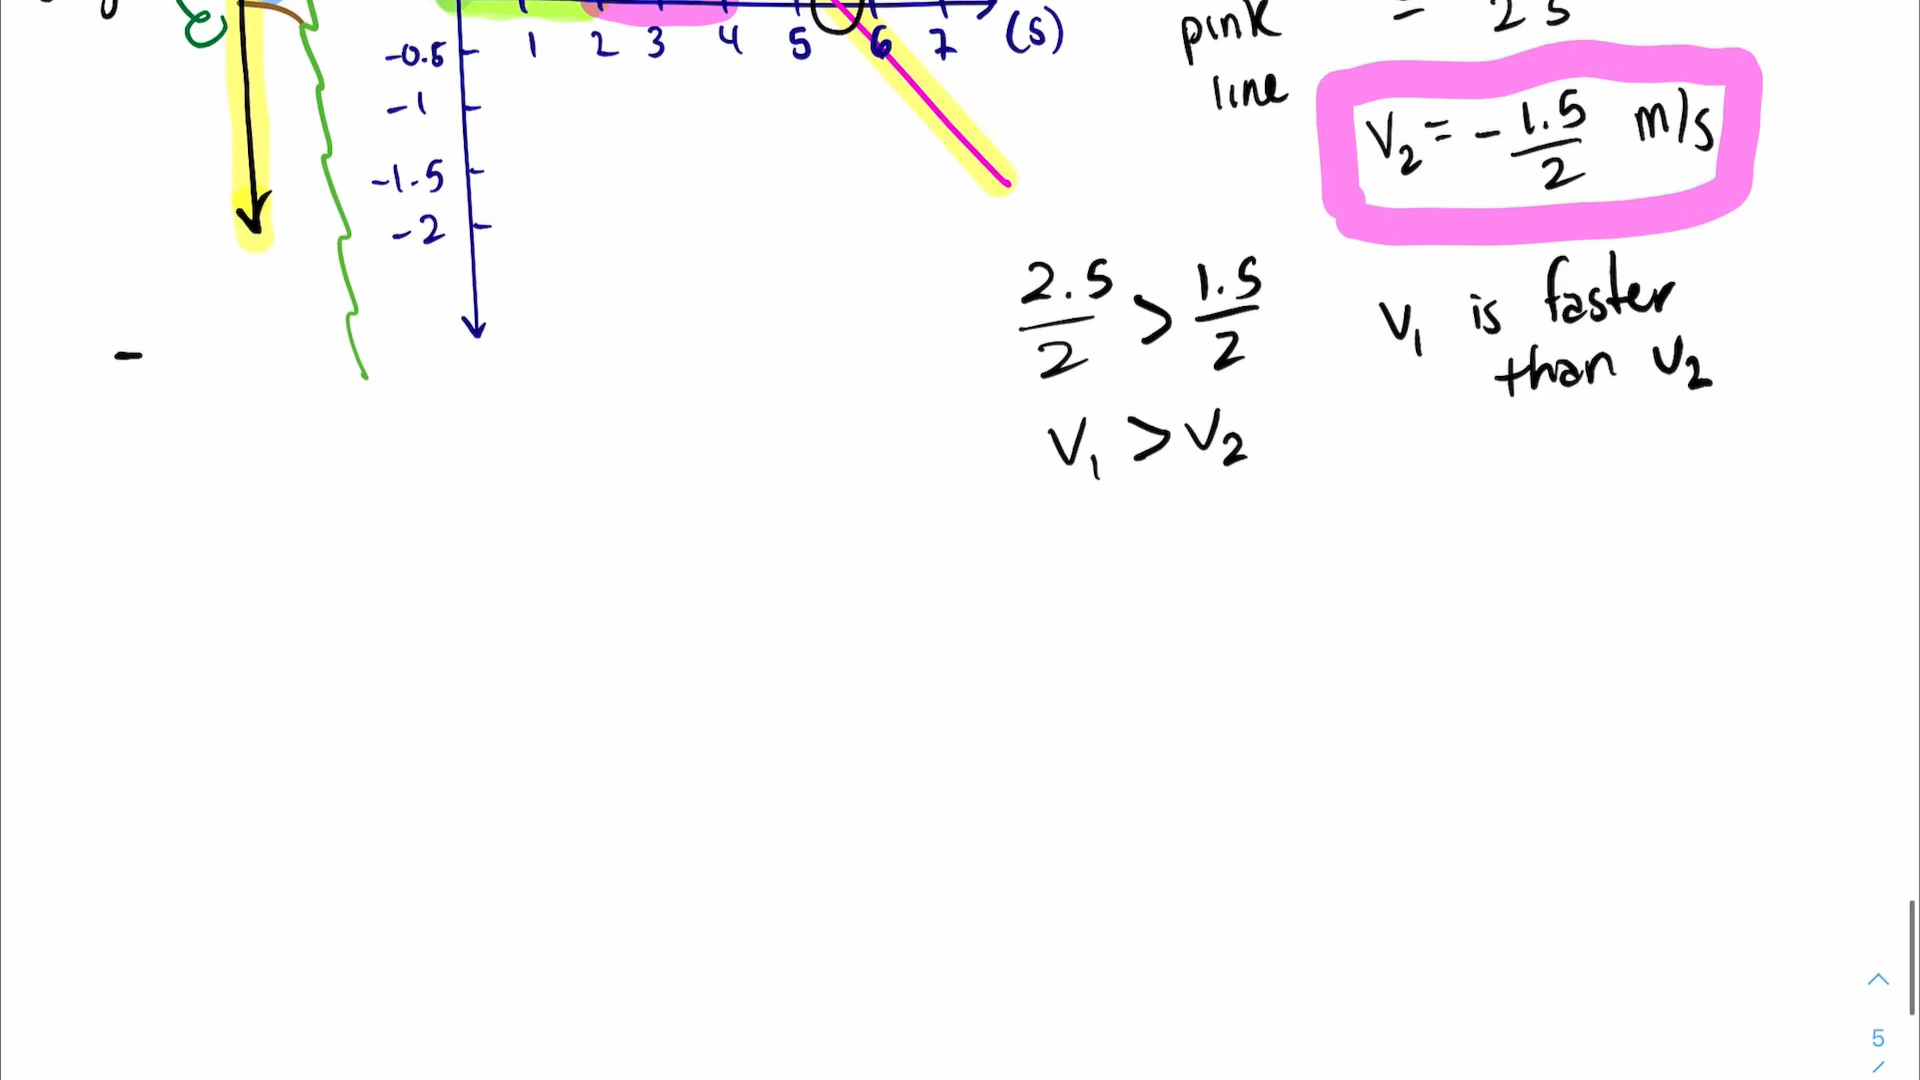 pink
line
= 2 s
V₂ = - 1.5/2 m/s
1 2 3 4 5 6 7 (s)
-0.5
-1
-1.5
-2
2.5/2 > 1.5/2
V₁ > V₂
V₁ is faster
than V₂
-
5